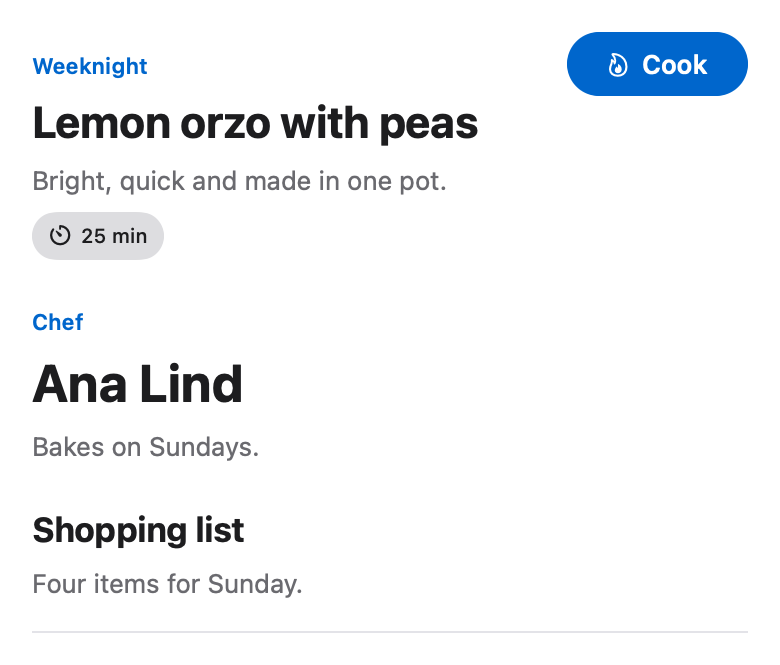 Weeknight
Cook
Lemon orzo with peas
Bright, quick and made in one pot.
25 min
Chef
Ana Lind
Bakes on Sundays.
Shopping list
Four items for Sunday.